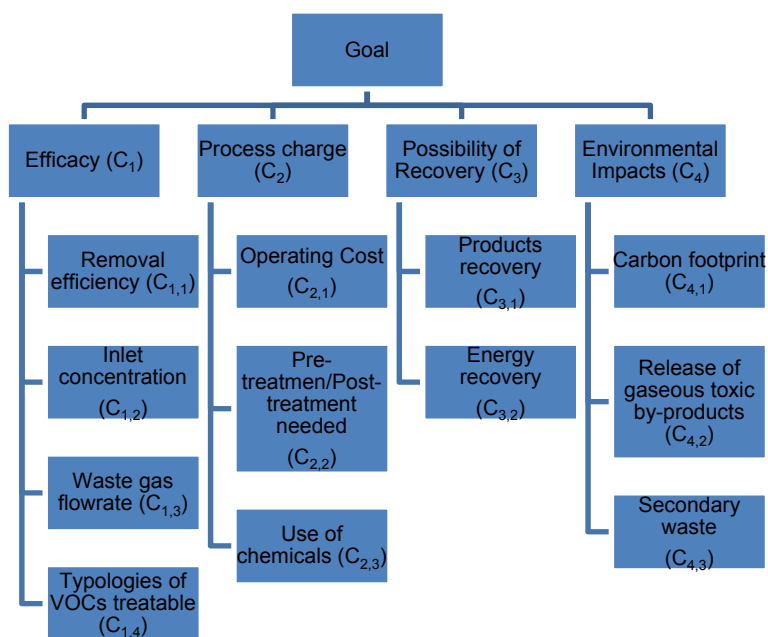 Goal
Efficacy (C₁)
Process charge
(C₂)
Possibility of
Recovery (C₃)
Environmental
Impacts (C₄)
Removal
efficiency (C₁,₁)
Inlet
concentration
(C₁,₂)
Waste gas
flowrate (C₁,₃)
Typologies of
VOCs treatable
(C₁,₄)
Operating Cost
(C₂,₁)
Pre-
treatmen/Post-
treatment
needed
(C₂,₂)
Use of
chemicals (C₂,₃)
Products
recovery
(C₃,₁)
Energy
recovery
(C₃,₂)
Carbon footprint
(C₄,₁)
Release of
gaseous toxic
by-products
(C₄,₂)
Secondary
waste
(C₄,₃)